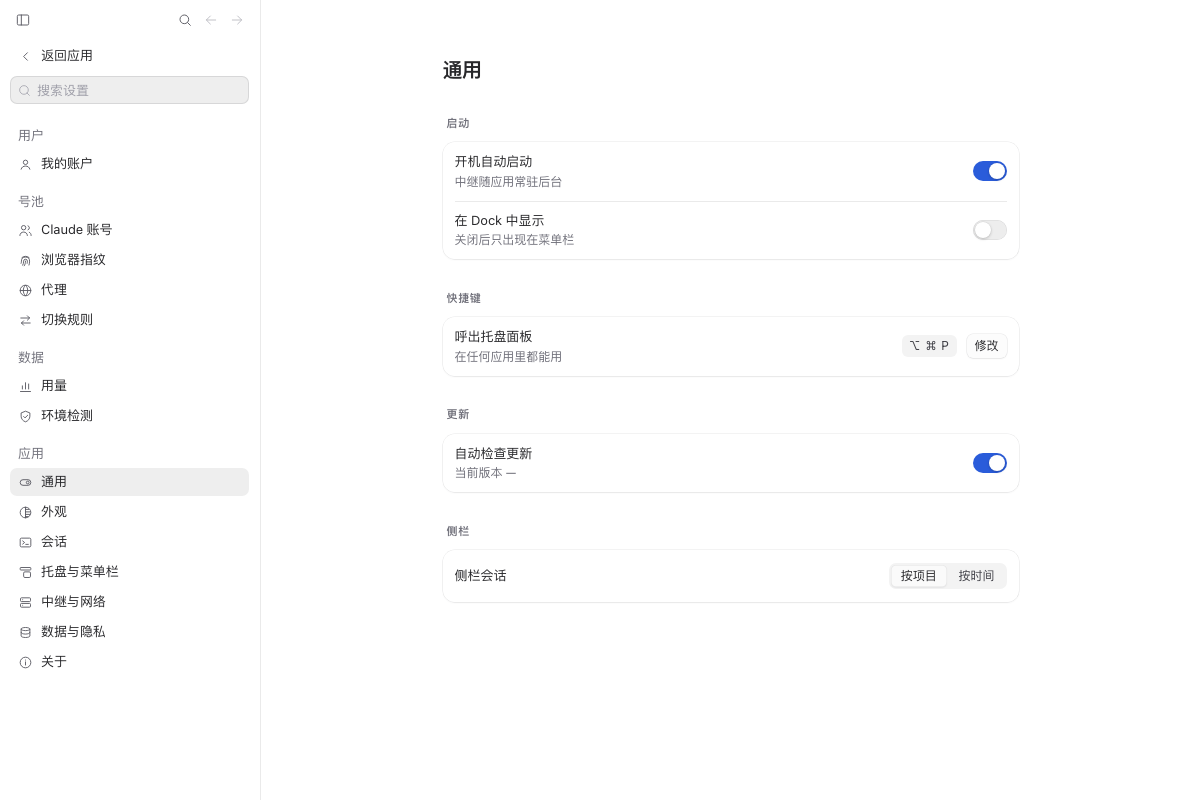 返回应用
搜索设置
用户
我的账户
号池
Claude 账号
浏览器指纹
代理
切换规则
数据
用量
环境检测
应用
通用
外观
会话
托盘与菜单栏
中继与网络
数据与隐私
关于
通用
启动
开机自动启动
中继随应用常驻后台
在 Dock 中显示
关闭后只出现在菜单栏
快捷键
呼出托盘面板
在任何应用里都能用
⌥ ⌘ P 修改
更新
自动检查更新
当前版本 —
侧栏
侧栏会话
按项目 按时间